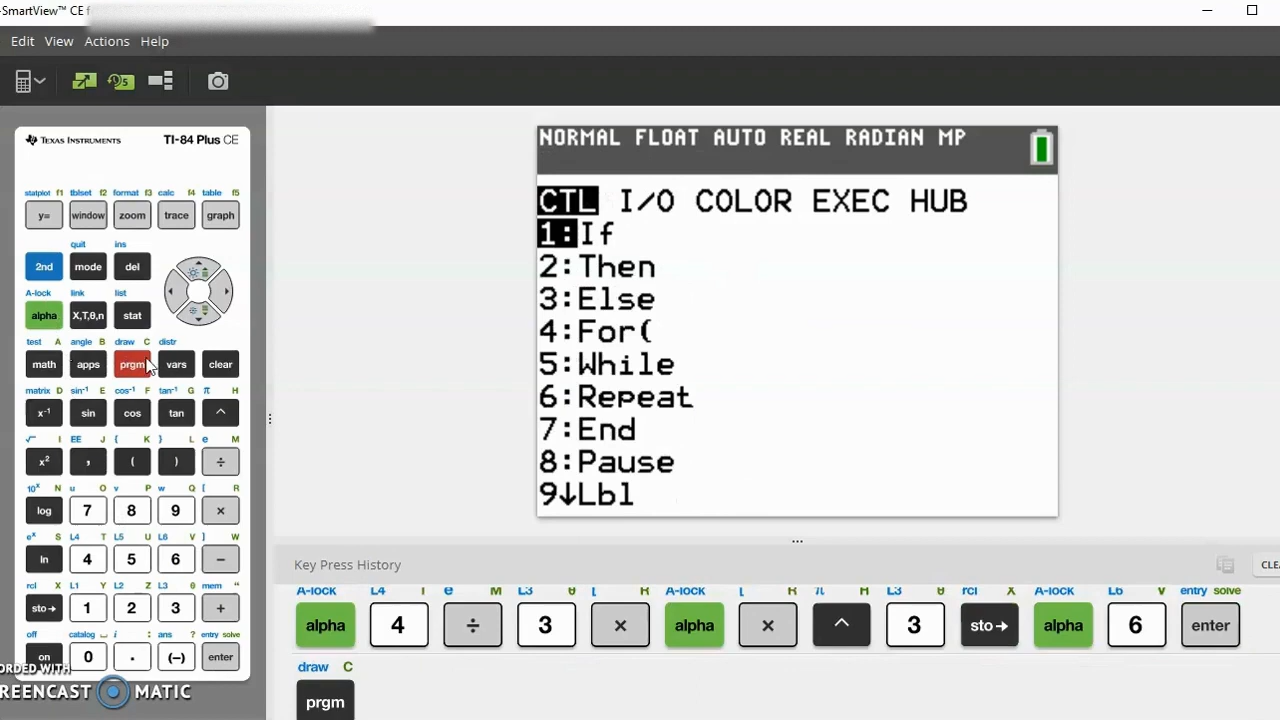 -SmartView™ CE f
Edit View Actions Help
TEXAS INSTRUMENTS TI-84 Plus CE
statplot f1 tblset f2 format f3 calc f4 table f5
y= window zoom trace graph
quit ins
2nd mode del
A-lock link list
alpha X,T,θ,n stat
test A angle B draw C distr
math apps prgm vars clear
matrix D sin⁻¹ E cos⁻¹ F tan⁻¹ G π H
x⁻¹ sin cos tan ^
√ I EE J { K } L e M
x² , ( ) ÷
10ˣ N u O v P w Q [ R
log 7 8 9 ×
eˣ S L4 T L5 U L6 V ] W
ln 4 5 6 −
rcl X L1 Y L2 Z L3 θ mem "
sto→ 1 2 3 +
off catalog i : ans ? entry solve
on 0 . (−) enter
ORDED WITH
REENCAST MATIC
NORMAL FLOAT AUTO REAL RADIAN MP
CTL I/O COLOR EXEC HUB
1:If
2:Then
3:Else
4:For(
5:While
6:Repeat
7:End
8:Pause
9↓Lbl
Key Press History CLE
A-lock L4 T e M L3 θ [ R A-lock [ R π H L3 θ rcl X A-lock L6 V entry solve
alpha 4 ÷ 3 × alpha × ^ 3 sto→ alpha 6 enter
draw C
prgm